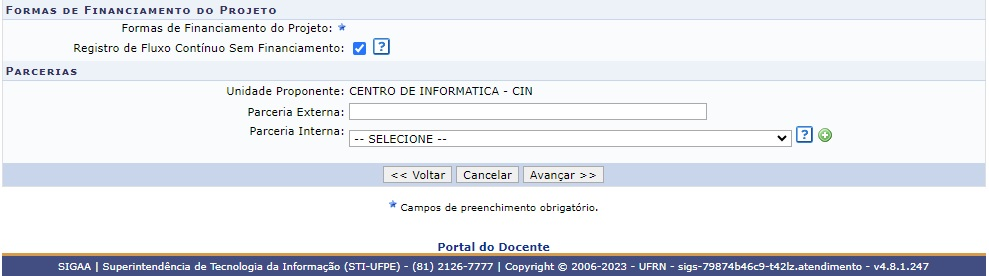 FORMAS DE FINANCIAMENTO DO PROJETO
Formas de Financiamento do Projeto:
Registro de Fluxo Contínuo Sem Financiamento: ?
PARCERIAS
Unidade Proponente: CENTRO DE INFORMATICA - CIN
Parceria Externa:
Parceria Interna: -- SELECIONE -- ?
<< Voltar Cancelar Avançar >>
Campos de preenchimento obrigatório.
Portal do Docente
SIGAA | Superintendência de Tecnologia da Informação (STI-UFPE) - (81) 2126-7777 | Copyright © 2006-2023 - UFRN - sigs-79874b46c9-t42lz.atendimento - v4.8.1.247